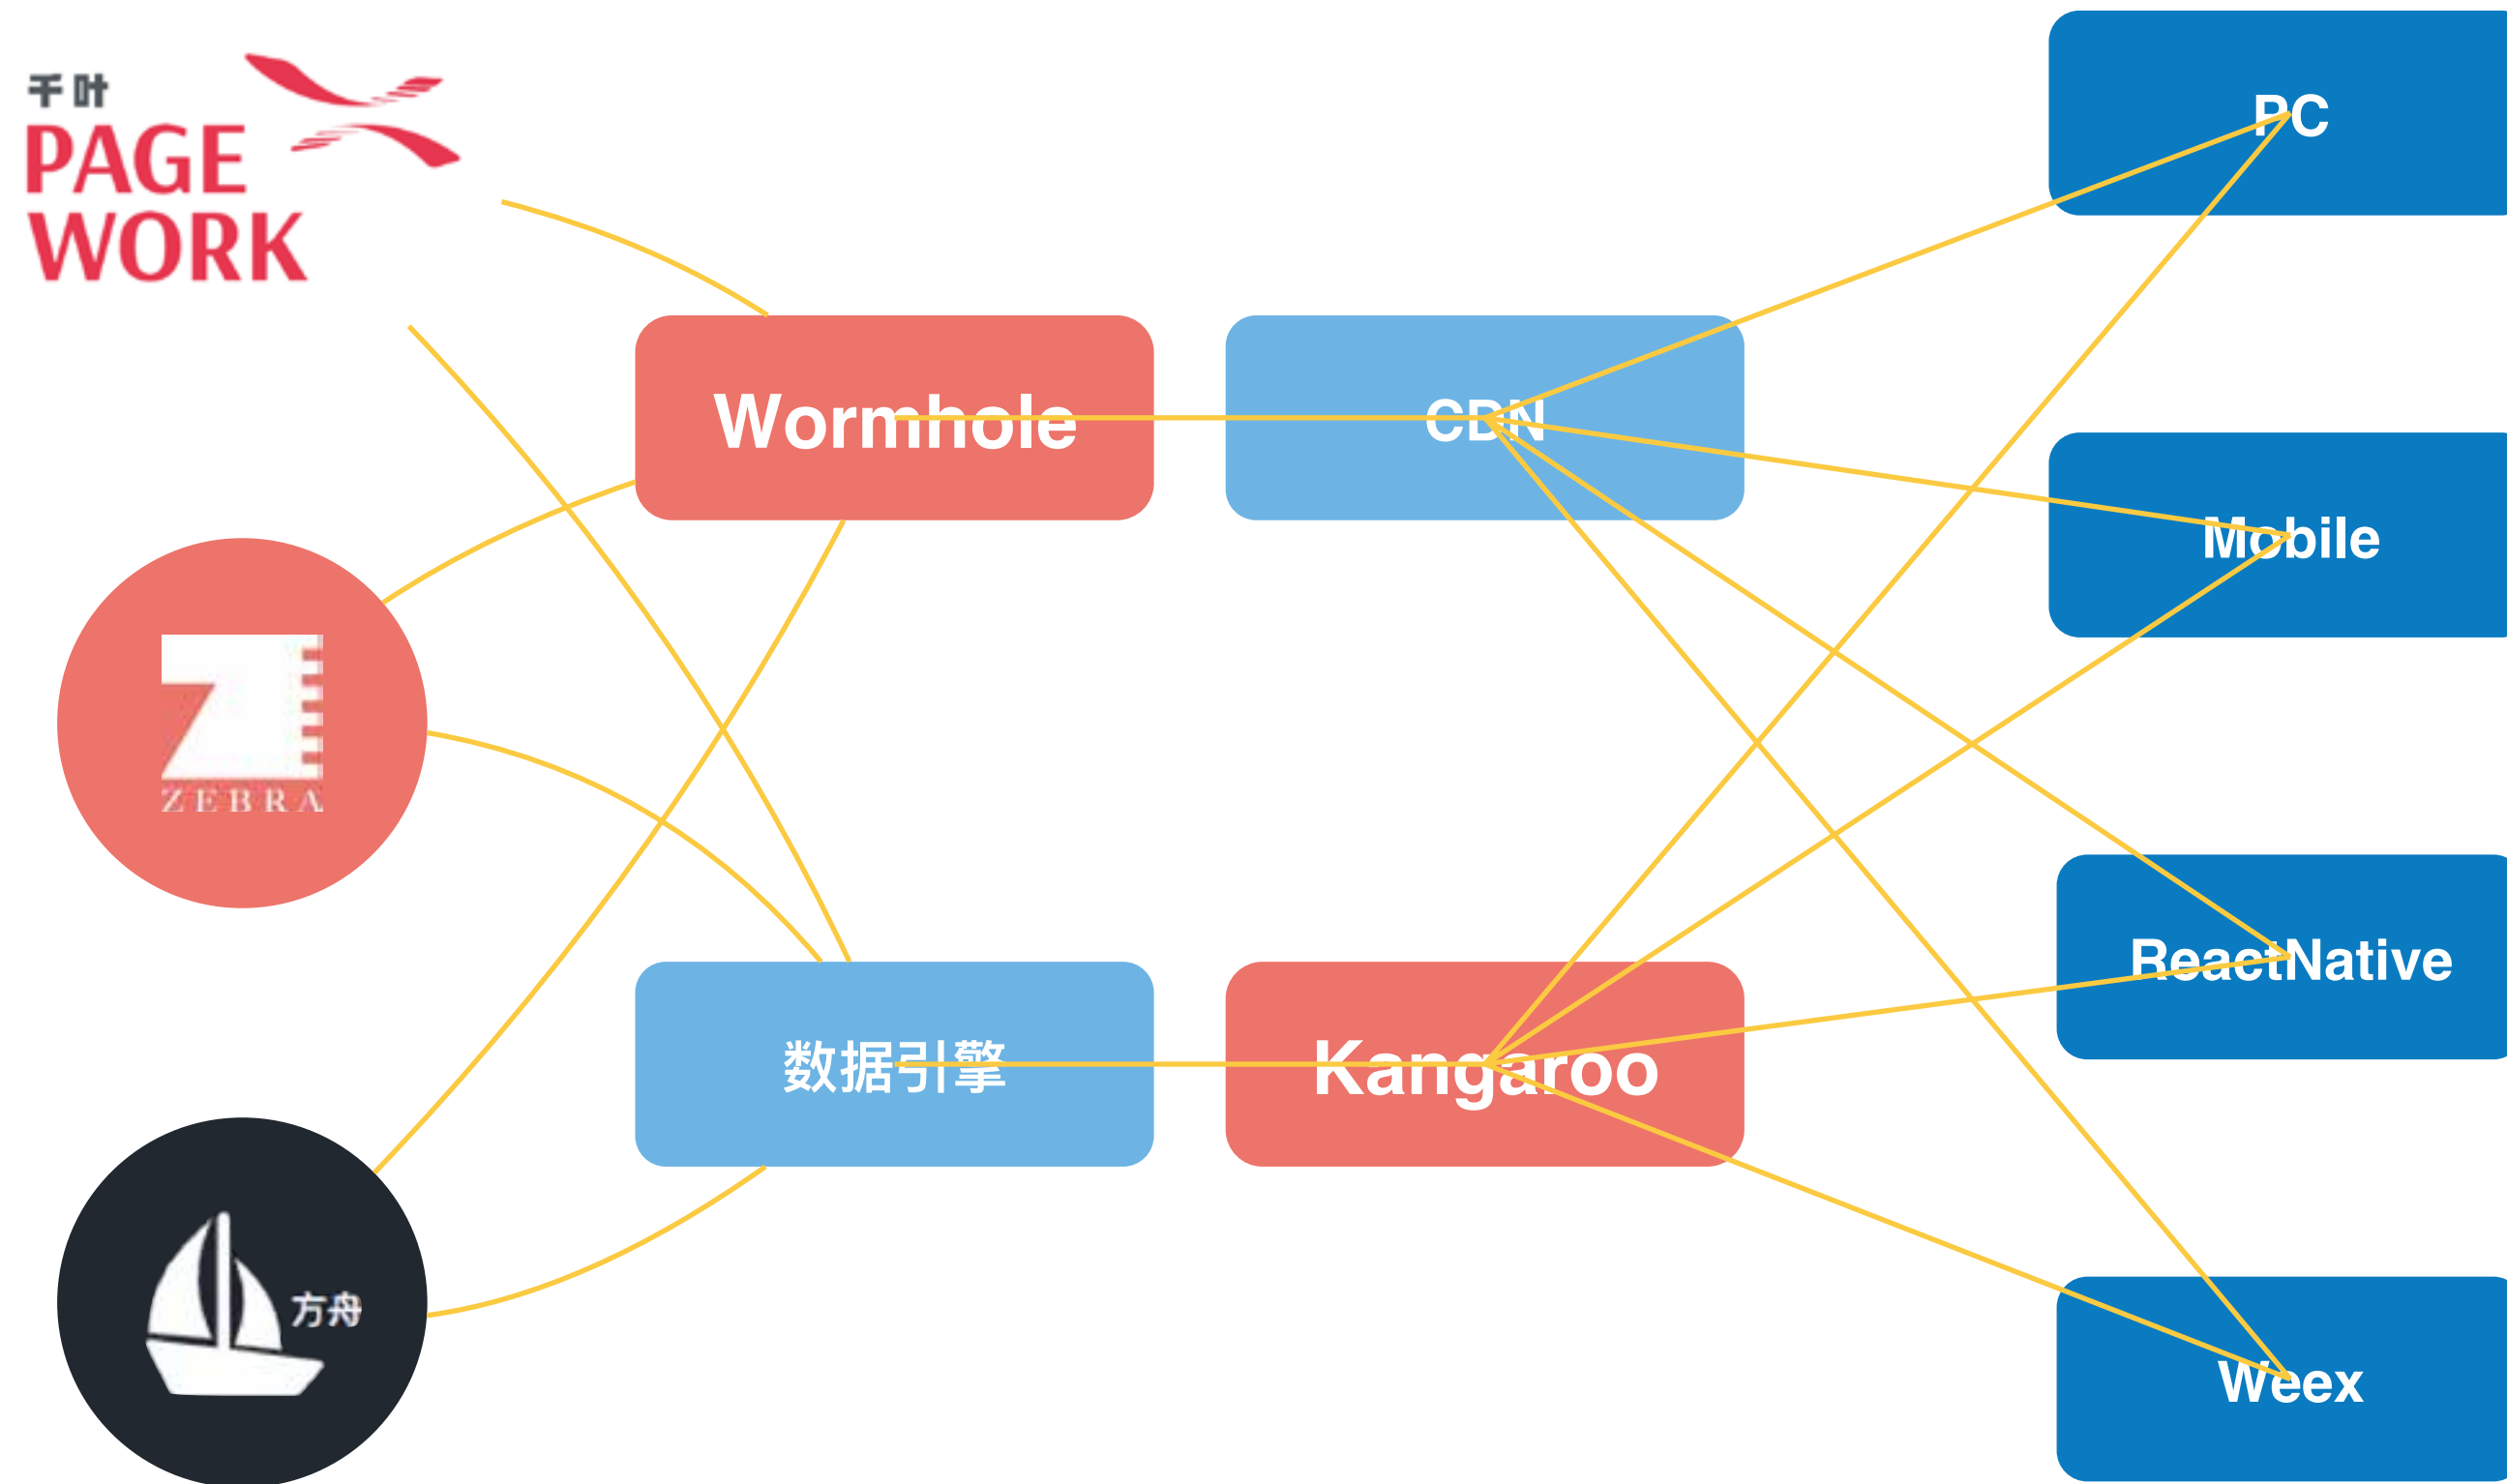 千叶
PAGE
WORK
PC
Wormhole
CDN
Mobile
ZEBRA
ReactNative
数据引擎
Kangaroo
方舟
Weex